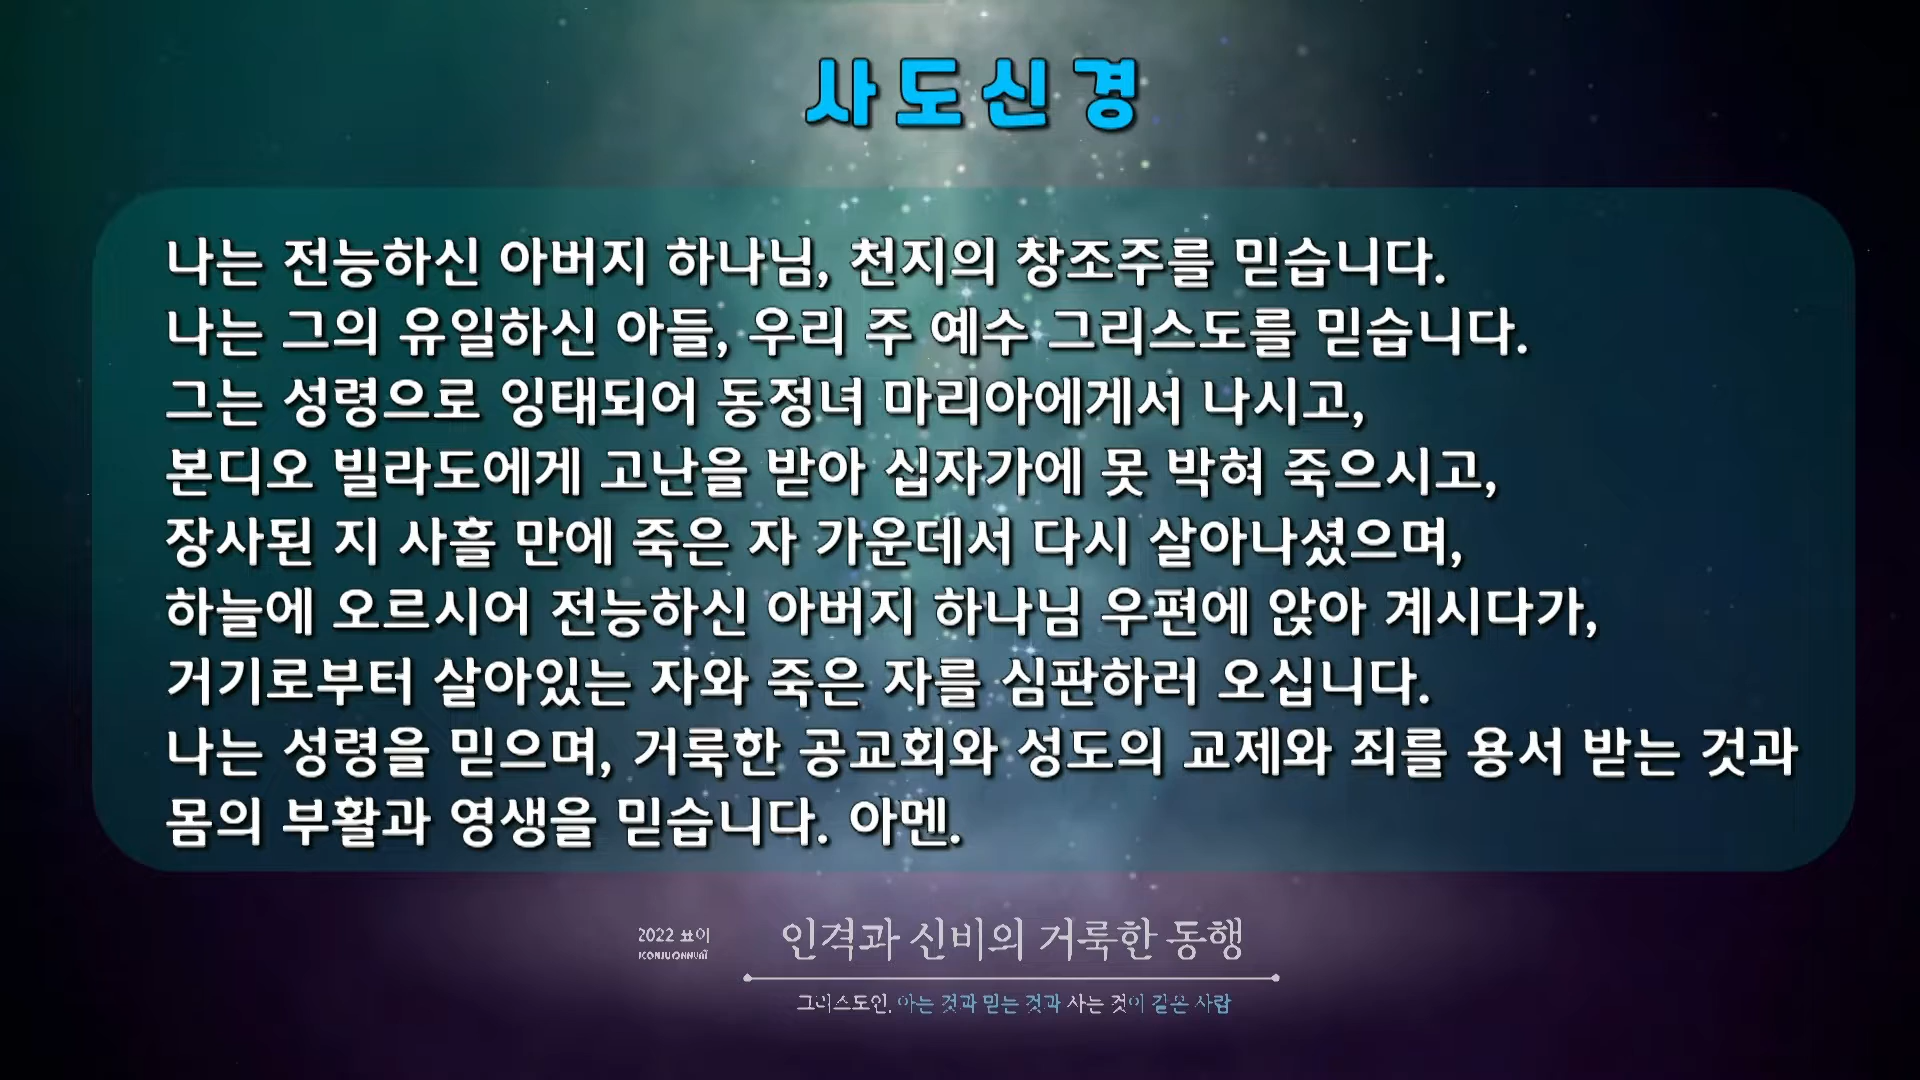 사도신경
나는 전능하신 아버지 하나님, 천지의 창조주를 믿습니다.
나는 그의 유일하신 아들, 우리 주 예수 그리스도를 믿습니다.
그는 성령으로 잉태되어 동정녀 마리아에게서 나시고,
본디오 빌라도에게 고난을 받아 십자가에 못 박혀 죽으시고,
장사된 지 사흘 만에 죽은 자 가운데서 다시 살아나셨으며,
하늘에 오르시어 전능하신 아버지 하나님 우편에 앉아 계시다가,
거기로부터 살아있는 자와 죽은 자를 심판하러 오십니다.
나는 성령을 믿으며, 거룩한 공교회와 성도의 교제와 죄를 용서 받는 것과
몸의 부활과 영생을 믿습니다. 아멘.
2022 표어
인격과 신비의 거룩한 동행
그리스도인, 아는 것과 믿는 것과 사는 것이 같은 사람